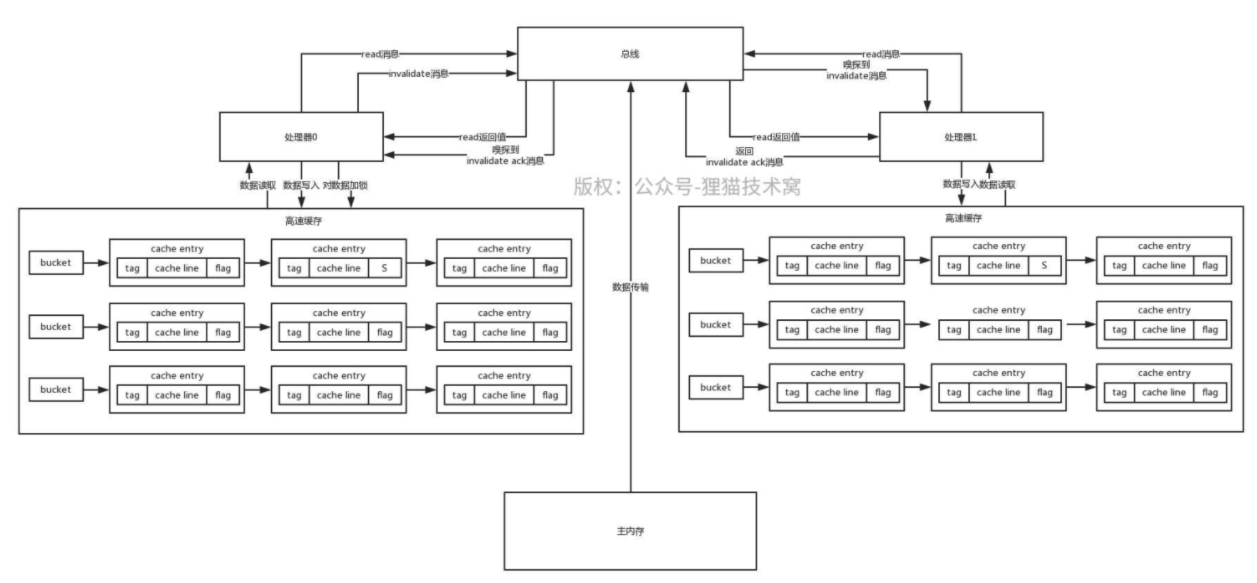 总线
read消息
invalidate消息
read消息
嗅探到
invalidate消息
处理器0
read返回值
嗅探到
invalidate ack消息
read返回值
返回
invalidate ack消息
处理器1
数据读取
数据写入
对数据加锁
版权：公众号-狸猫技术窝
数据写入
数据读取
高速缓存
bucket
cache entry
tag cache line flag
cache entry
tag cache line S
cache entry
tag cache line flag
bucket
cache entry
tag cache line flag
cache entry
tag cache line flag
cache entry
tag cache line flag
bucket
cache entry
tag cache line flag
cache entry
tag cache line flag
cache entry
tag cache line flag
数据传输
高速缓存
bucket
cache entry
tag cache line flag
cache entry
tag cache line S
cache entry
tag cache line flag
bucket
cache entry
tag cache line flag
cache entry
tag cache line flag
cache entry
tag cache line flag
bucket
cache entry
tag cache line flag
cache entry
tag cache line flag
cache entry
tag cache line flag
主内存